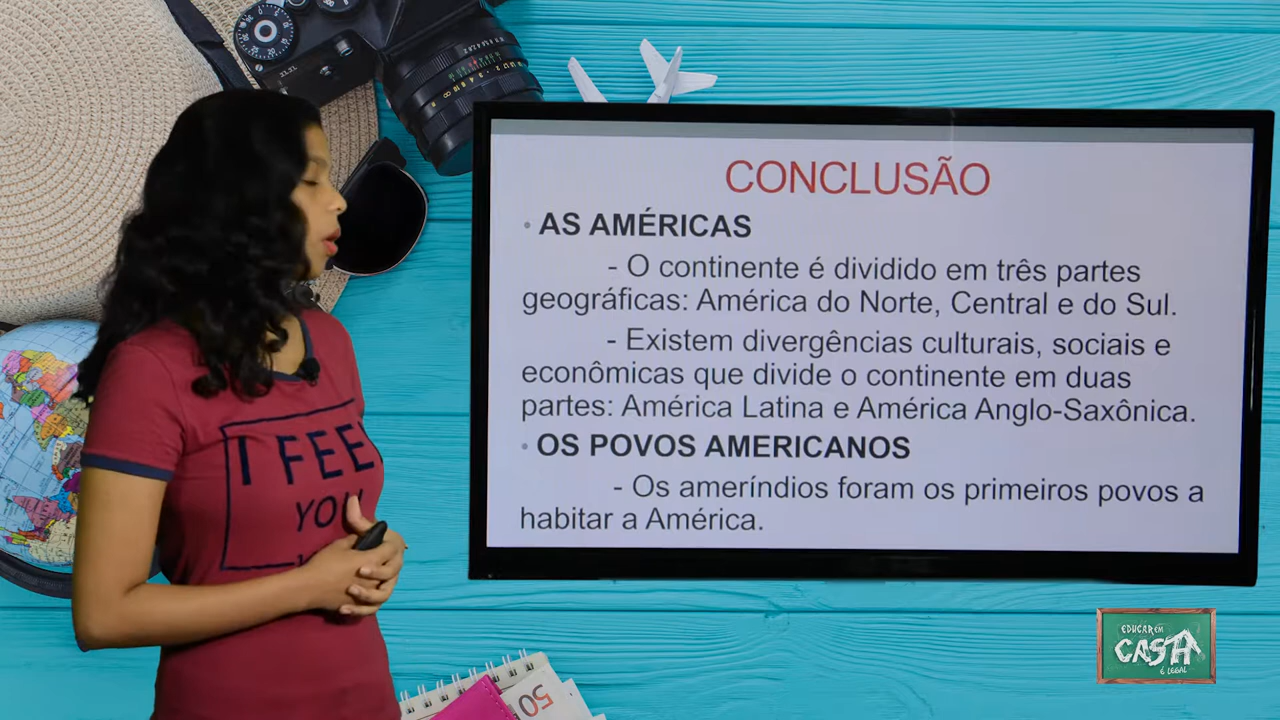 CONCLUSÃO
• AS AMÉRICAS
- O continente é dividido em três partes
geográficas: América do Norte, Central e do Sul.
- Existem divergências culturais, sociais e
econômicas que divide o continente em duas
partes: América Latina e América Anglo-Saxônica.
• OS POVOS AMERICANOS
- Os ameríndios foram os primeiros povos a
habitar a América.
I FEEL
YOU
50
EDUCAR EM
CASA
É LEGAL